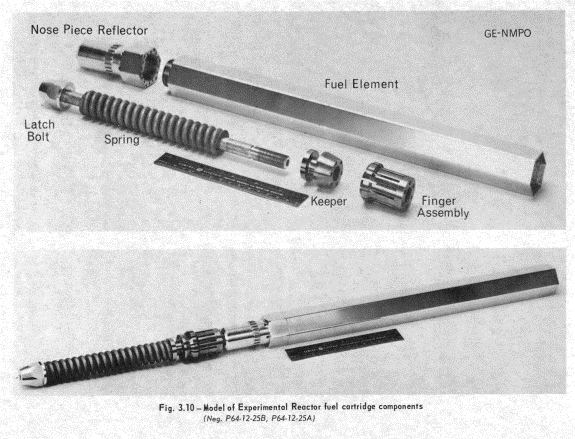 Nose Piece Reflector
GE-NMPO
Fuel Element
Latch
Bolt
Spring
Keeper
Finger
Assembly
Fig. 3.10 – Model of Experimental Reactor fuel cartridge components
(Neg. P64-12-25B, P64-12-25A)